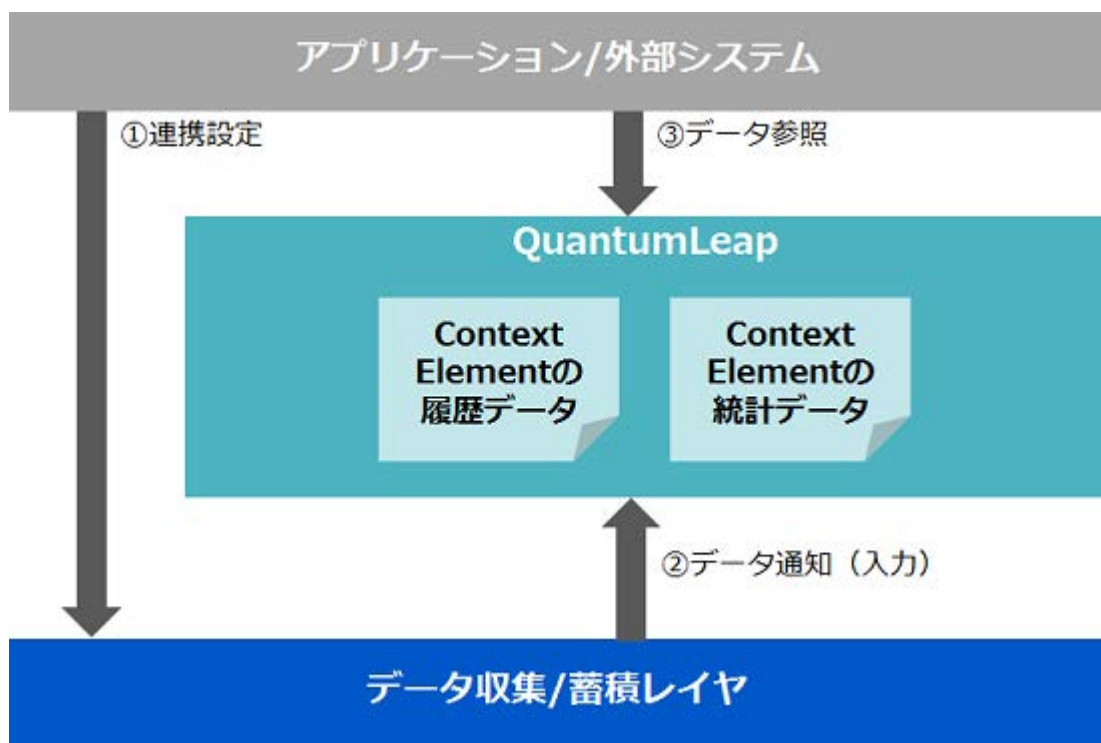 アプリケーション/外部システム
①連携設定
③データ参照
QuantumLeap
Context
Elementの
履歴データ
Context
Elementの
統計データ
②データ通知（入力）
データ収集/蓄積レイヤ